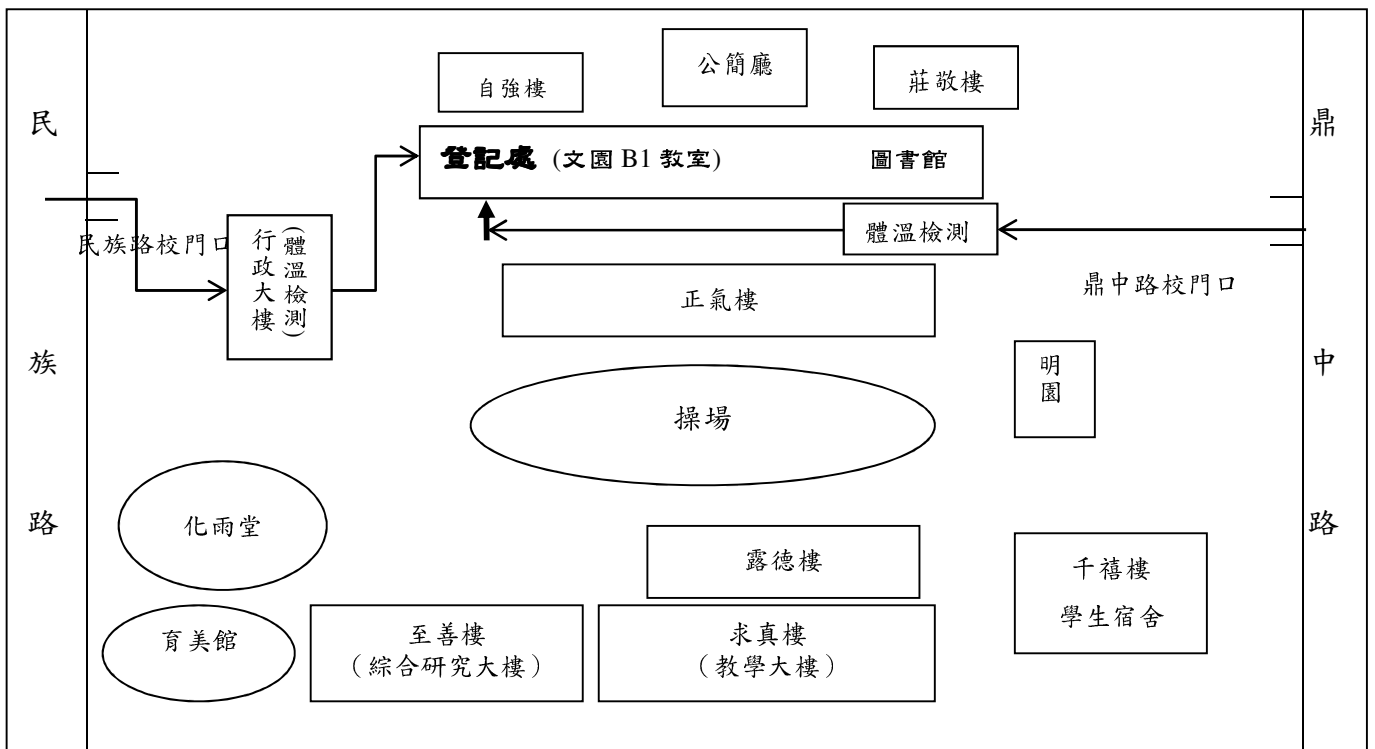 民族路
鼎中路
自強樓
公簡廳
莊敬樓
登記處 (文園 B1 教室)
圖書館
民族路校門口
行政大樓
(體溫檢測)
體溫檢測
鼎中路校門口
正氣樓
明園
操場
化雨堂
露德樓
千禧樓
學生宿舍
育美館
至善樓
（綜合研究大樓）
求真樓
（教學大樓）